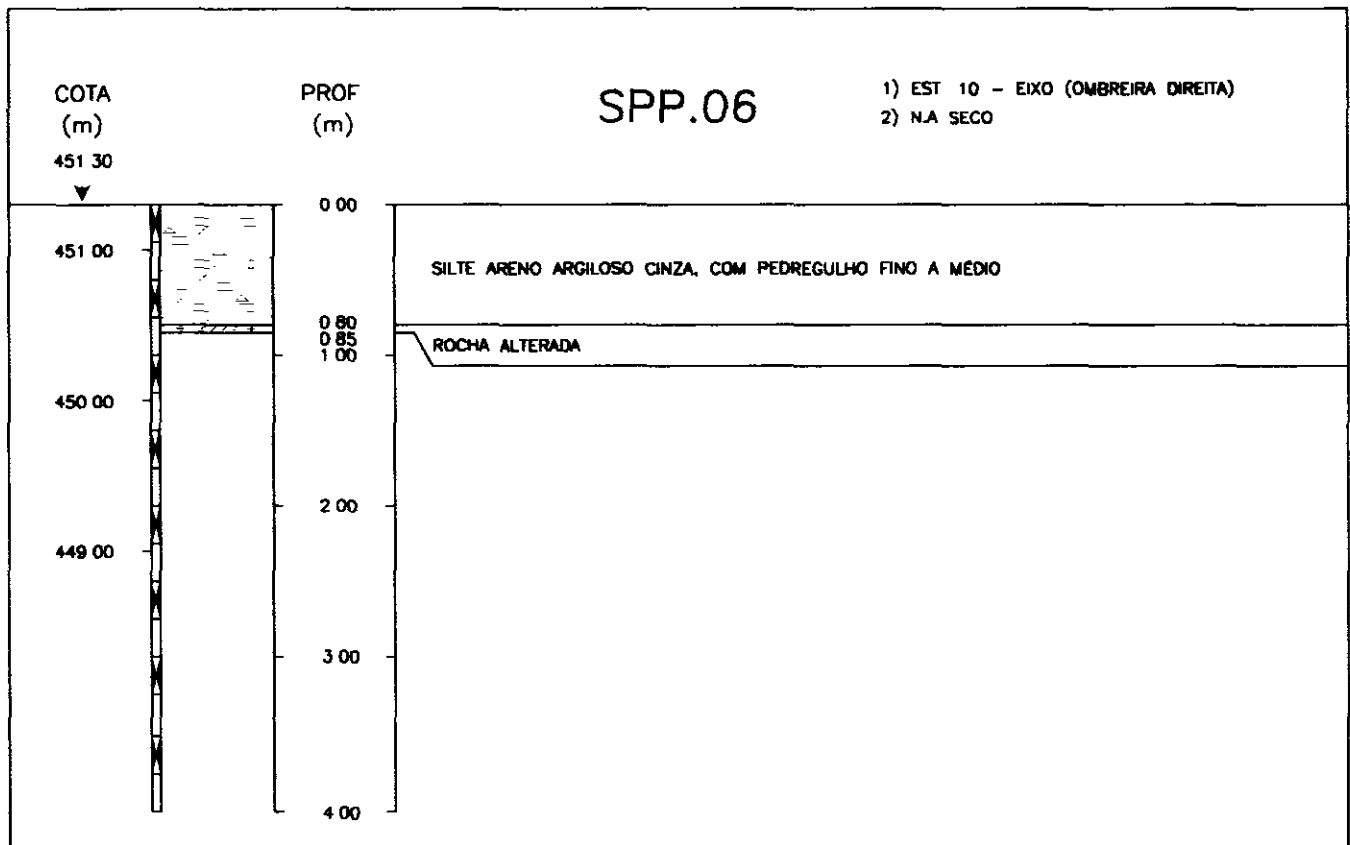 COTA
(m)
451 30
PROF
(m)
SPP.06
1) EST 10 - EIXO (OMBREIRA DIREITA)
2) N.A SECO
0 00
451 00
SILTE ARENO ARGILOSO CINZA, COM PEDREGULHO FINO A MÉDIO
0 80
0 85
ROCHA ALTERADA
1 00
450 00
2 00
449 00
3 00
4 00